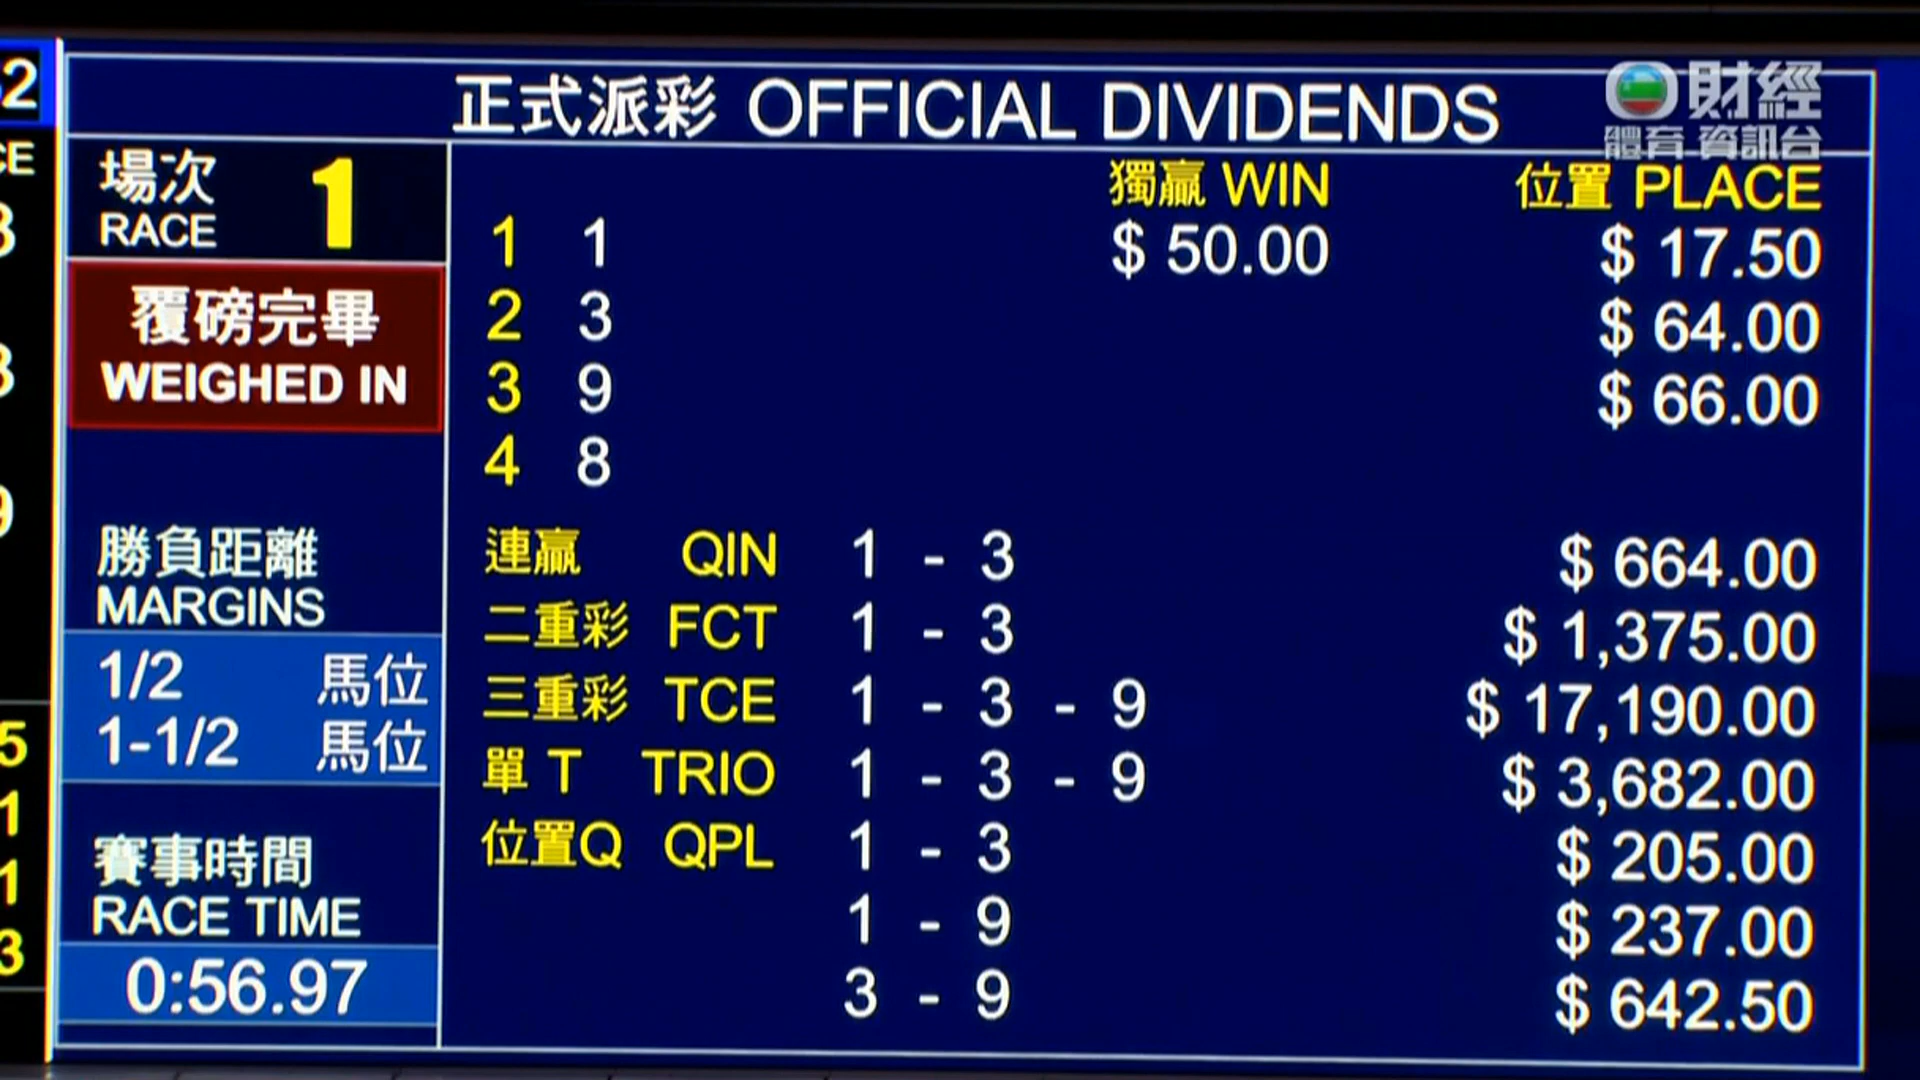 正式派彩 OFFICIAL DIVIDENDS
財經
體育 資訊台
場次
RACE
1
覆磅完畢
WEIGHED IN
勝負距離
MARGINS
1/2 馬位
1-1/2 馬位
賽事時間
RACE TIME
0:56.97
獨贏 WIN 位置 PLACE
1 1 $ 50.00 $ 17.50
2 3 $ 64.00
3 9 $ 66.00
4 8
連贏 QIN 1 - 3 $ 664.00
二重彩 FCT 1 - 3 $ 1,375.00
三重彩 TCE 1 - 3 - 9 $ 17,190.00
單 T TRIO 1 - 3 - 9 $ 3,682.00
位置Q QPL 1 - 3 $ 205.00
1 - 9 $ 237.00
3 - 9 $ 642.50
5
1
1
3